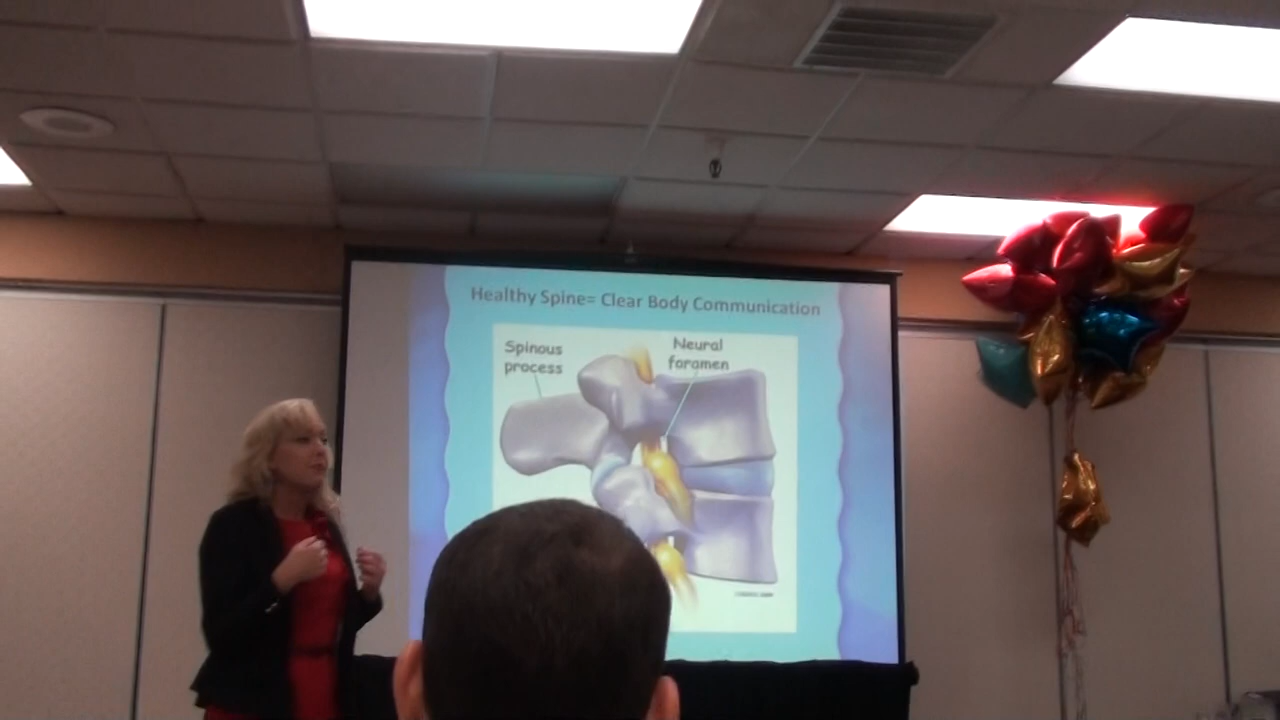 Healthy Spine= Clear Body Communication
Spinous
process
Neural
foramen